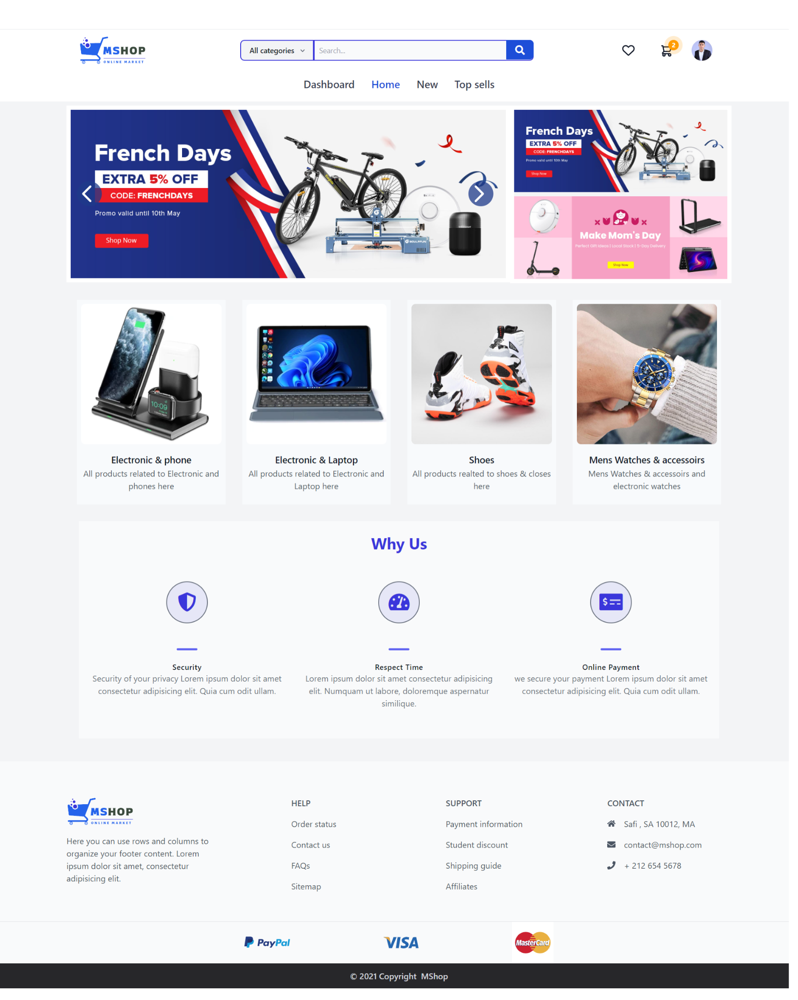 MSHOP
ONLINE MARKET
All categories
Search...
2
Dashboard Home New Top sells
French Days
EXTRA 5% OFF
CODE: FRENCHDAYS
Promo valid until 10th May
Shop Now
SCULPFUN
French Days
EXTRA 5% OFF
CODE: FRENCHDAYS
Promo valid until 10th May
Shop Now
Make Mom's Day
Perfect Gift Ideas | Local Stock | 5-Day Delivery
Shop Now
10:09
Electronic & phone
All products related to Electronic and
phones here
Electronic & Laptop
All products related to Electronic and
Laptop here
Shoes
All products realted to shoes & closes
here
Mens Watches & accessoirs
Mens Watches & accessoirs and
electronic watches
Why Us
Security
Security of your privacy Lorem ipsum dolor sit amet
consectetur adipisicing elit. Quia cum odit ullam.
Respect Time
Lorem ipsum dolor sit amet consectetur adipisicing
elit. Numquam ut labore, doloremque aspernatur
similique.
Online Payment
we secure your payment Lorem ipsum dolor sit amet
consectetur adipisicing elit. Quia cum odit ullam.
MSHOP
ONLINE MARKET
Here you can use rows and columns to
organize your footer content. Lorem
ipsum dolor sit amet, consectetur
adipisicing elit.
HELP
Order status
Contact us
FAQs
Sitemap
SUPPORT
Payment information
Student discount
Shipping guide
Affiliates
CONTACT
Safi , SA 10012, MA
contact@mshop.com
+ 212 654 5678
PayPal
VISA
MasterCard
© 2021 Copyright MShop